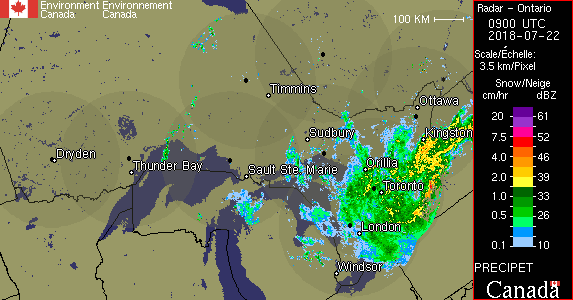 Environment Environnement
Canada Canada
Radar - Ontario
0900 UTC
2018-07-22
Scale/Échelle:
3.5 km/Pixel
Snow/Neige
cm/hr dBZ
20 61
7.5 52
4.0 46
2.0 39
1.0 33
0.5 26
0.1 10
PRECIPET
Canada
100 KM
Timmins
Ottawa
Sudbury
Kingston
Dryden
Thunder Bay
Sault Ste. Marie
Orillia
Toronto
London
Windsor